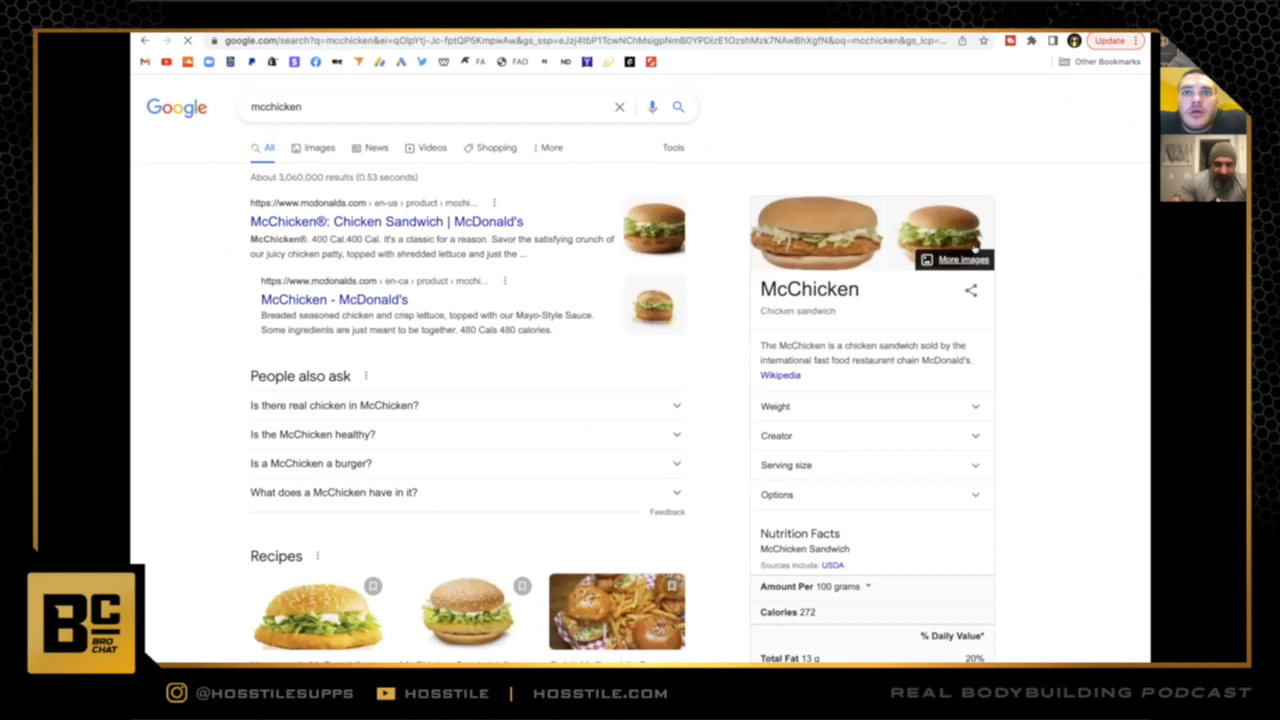 Update
FA
FAO
ND
Other Bookmarks
Google
mcchicken
All
Images
News
Videos
Shopping
More
Tools
About 3,060,000 results (0.53 seconds)
https://www.mcdonalds.com › en-us › product › mcchi...
McChicken®: Chicken Sandwich | McDonald's
McChicken®. 400 Cal.400 Cal. It's a classic for a reason. Savor the satisfying crunch of
our juicy chicken patty, topped with shredded lettuce and just the ...
https://www.mcdonalds.com › en-ca › product › mcchi...
McChicken - McDonald's
Breaded seasoned chicken and crisp lettuce, topped with our Mayo-Style Sauce.
Some ingredients are just meant to be together. 480 Cals 480 calories.
People also ask
Is there real chicken in McChicken?
Is the McChicken healthy?
Is a McChicken a burger?
What does a McChicken have in it?
Feedback
Recipes
More images
McChicken
Chicken sandwich
The McChicken is a chicken sandwich sold by the
international fast food restaurant chain McDonald's.
Wikipedia
Weight
Creator
Serving size
Options
Nutrition Facts
McChicken Sandwich
Sources include: USDA
Amount Per 100 grams
Calories 272
% Daily Value*
Total Fat 13 g 20%
BC
BRO
CHAT
@HOSSTILESUPPS HOSSTILE | HOSSTILE.COM
REAL BODYBUILDING PODCAST